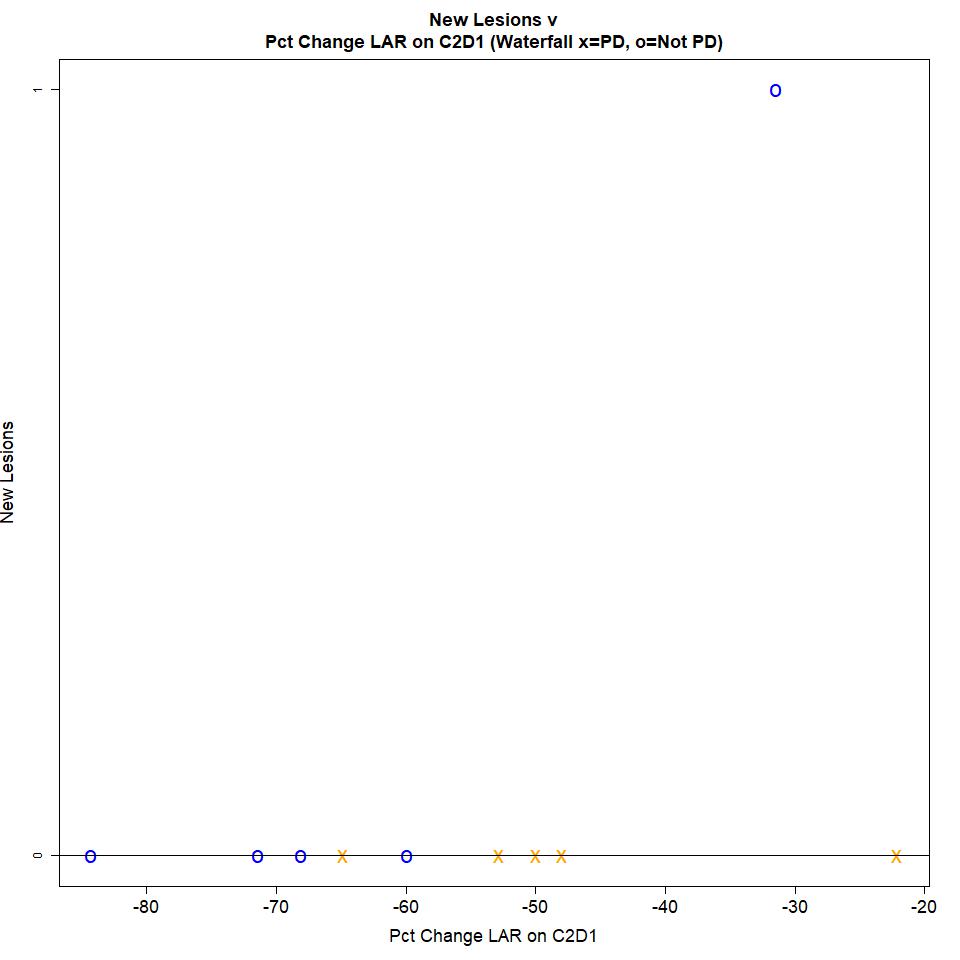 New Lesions v
Pct Change LAR on C2D1 (Waterfall x=PD, o=Not PD)
1
o
New Lesions
0
o o o x o x x x x
-80 -70 -60 -50 -40 -30 -20
Pct Change LAR on C2D1